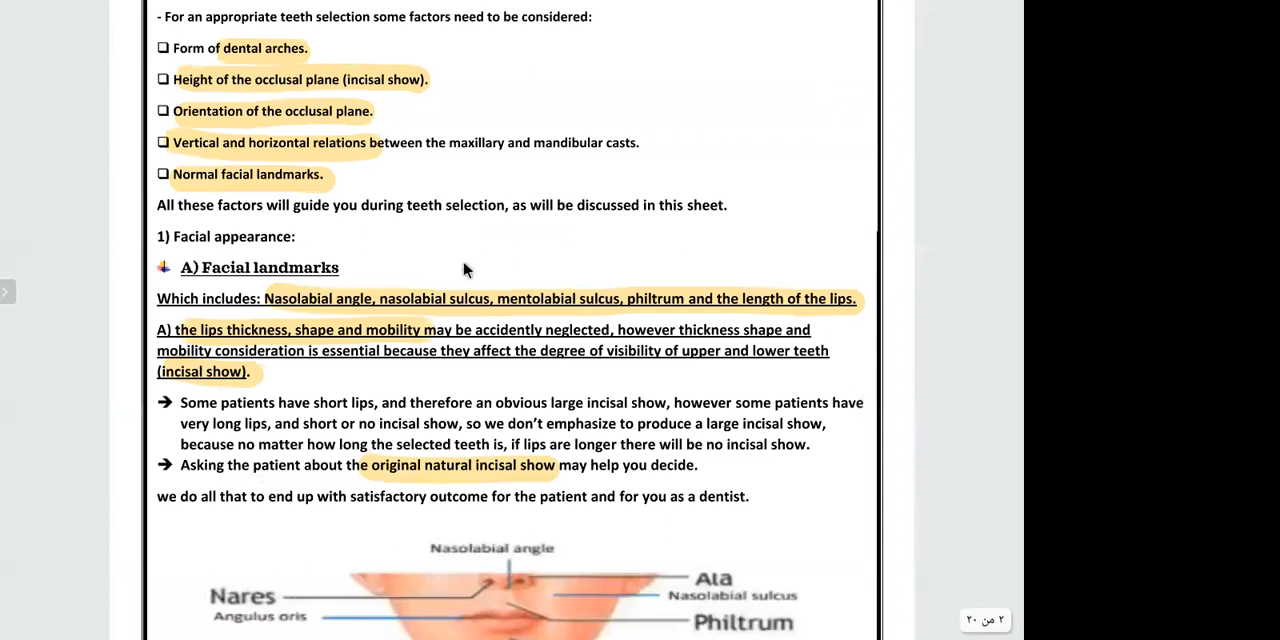 - For an appropriate teeth selection some factors need to be considered:
❑ Form of dental arches.
❑ Height of the occlusal plane (incisal show).
❑ Orientation of the occlusal plane.
❑ Vertical and horizontal relations between the maxillary and mandibular casts.
❑ Normal facial landmarks.
All these factors will guide you during teeth selection, as will be discussed in this sheet.
1) Facial appearance:
A) Facial landmarks
Which includes: Nasolabial angle, nasolabial sulcus, mentolabial sulcus, philtrum and the length of the lips.
A) the lips thickness, shape and mobility may be accidently neglected, however thickness shape and
mobility consideration is essential because they affect the degree of visibility of upper and lower teeth
(incisal show).
➔ Some patients have short lips, and therefore an obvious large incisal show, however some patients have
very long lips, and short or no incisal show, so we don't emphasize to produce a large incisal show,
because no matter how long the selected teeth is, if lips are longer there will be no incisal show.
➔ Asking the patient about the original natural incisal show may help you decide.
we do all that to end up with satisfactory outcome for the patient and for you as a dentist.
Nasolabial angle
Ala
Nares
Nasolabial sulcus
Angulus oris
Philtrum
٢ من ٢٠